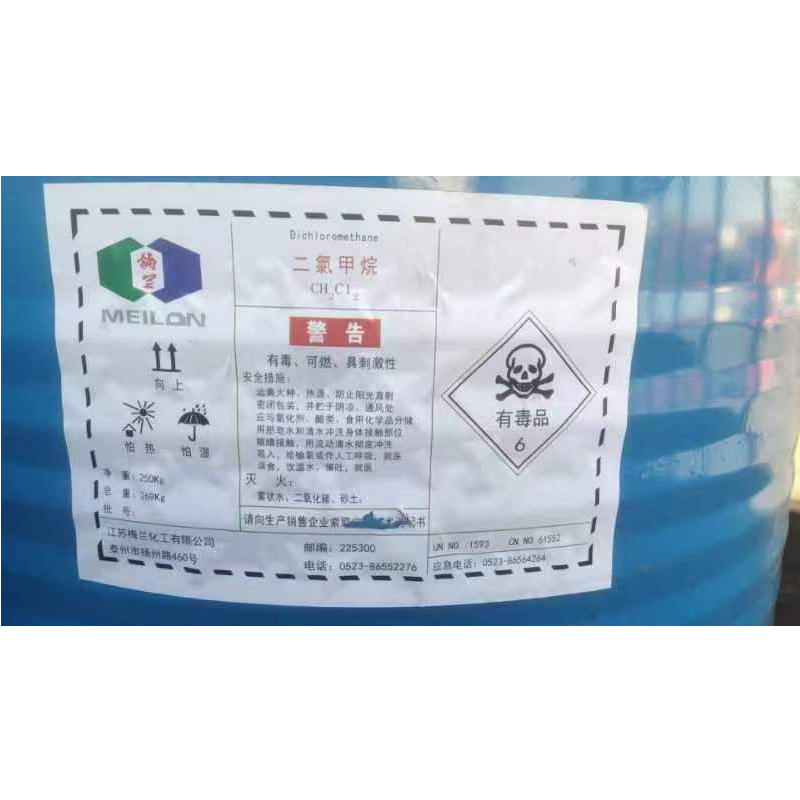 梅兰
MEILON
向上
怕热 怕湿
净 重：250Kg
总 重：269Kg
批 号：
Dichloromethane
二氯甲烷
CH2Cl2
警告
有毒、可燃、具刺激性
安全措施：
远离火种、热源、防止阳光直射
密闭包装、并贮于阴凉、通风处
应与氧化剂、酸类、食用化学品分储
用肥皂水和清水冲洗身体接触部位
眼睛接触，用流动清水彻底冲洗
吸入，给输氧或作人工呼吸，就医
误食，饮温水、催吐，就医
灭 火：
雾状水、二氧化碳、砂土；
请向生产销售企业索取
书
有毒品
6
江苏梅兰化工有限公司
泰州市扬州路460号
邮编：225300
电话：0523-86552276
UN NO 1593 CN NO 61552
应急电话：0523-86564264